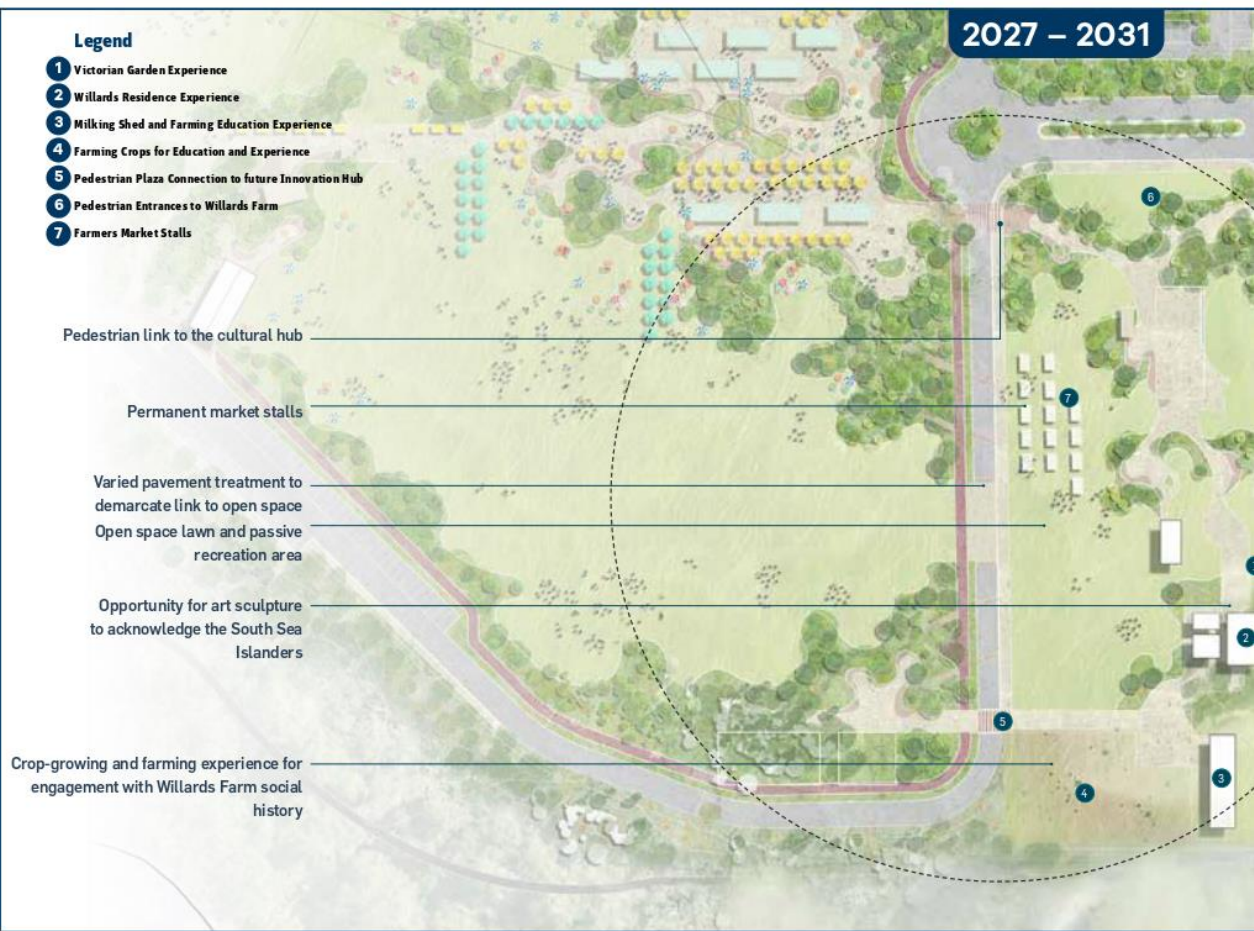 2027 – 2031
Legend
1 Victorian Garden Experience
2 Willards Residence Experience
3 Milking Shed and Farming Education Experience
4 Farming Crops for Education and Experience
5 Pedestrian Plaza Connection to future Innovation Hub
6 Pedestrian Entrances to Willards Farm
7 Farmers Market Stalls
Pedestrian link to the cultural hub
Permanent market stalls
Varied pavement treatment to
demarcate link to open space
Open space lawn and passive
recreation area
Opportunity for art sculpture
to acknowledge the South Sea
Islanders
Crop-growing and farming experience for
engagement with Willards Farm social
history
6
7
2
5
3
4